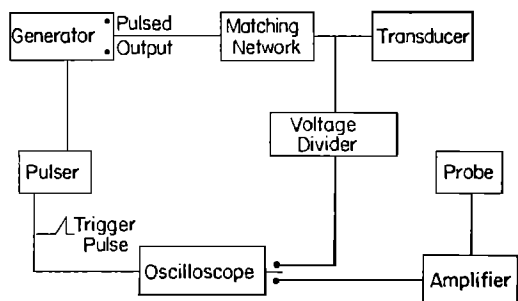 Generator
Pulsed
Output
Matching
Network
Transducer
Voltage
Divider
Pulser
Probe
Trigger
Pulse
Oscilloscope
Amplifier